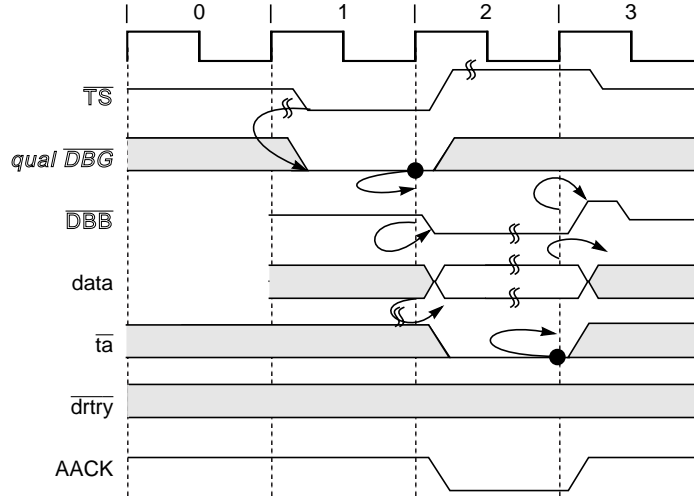 | 0 | 1 | 2 | 3
TS
qual DBG
DBB
data
ta
drtry
AACK